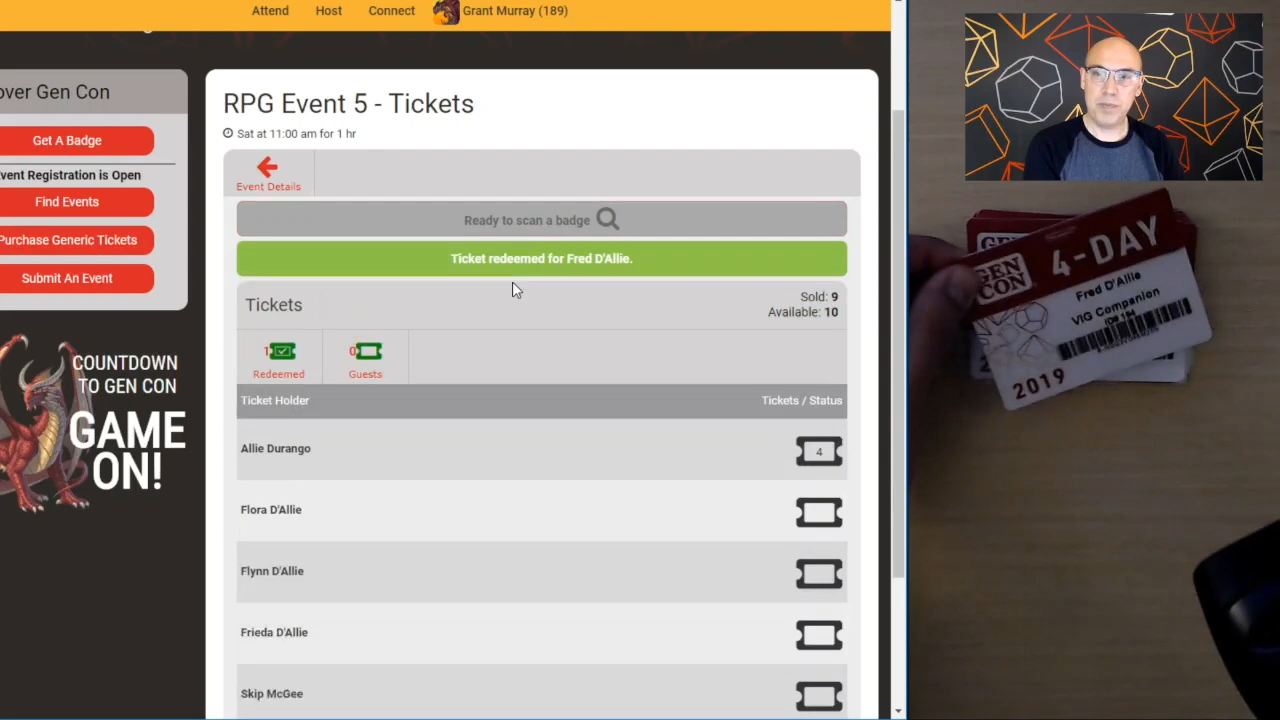 Attend Host Connect Grant Murray (189)
over Gen Con
Get A Badge
vent Registration is Open
Find Events
Purchase Generic Tickets
Submit An Event
COUNTDOWN
TO GEN CON
GAME
ON!
RPG Event 5 - Tickets
Sat at 11:00 am for 1 hr
Event Details
Ready to scan a badge
Ticket redeemed for Fred D'Allie.
Tickets
Sold: 9
Available: 10
1
Redeemed
0
Guests
Ticket Holder Tickets / Status
Allie Durango 4
Flora D'Allie
Flynn D'Allie
Frieda D'Allie
Skip McGee
GEN
CON
4-DAY
Fred D'Allie
VIG Companion
2019